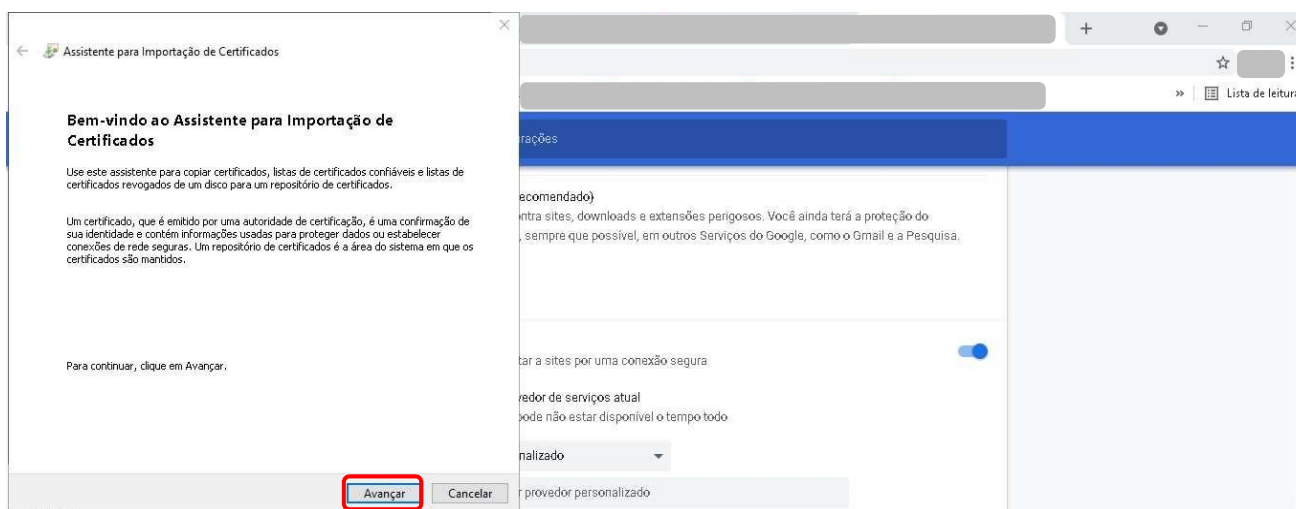 Assistente para Importação de Certificados
Lista de leitura
Bem-vindo ao Assistente para Importação de
Certificados
Use este assistente para copiar certificados, listas de certificados confiáveis e listas de
certificados revogados de um disco para um repositório de certificados.
Um certificado, que é emitido por uma autoridade de certificação, é uma confirmação de
sua identidade e contém informações usadas para proteger dados ou estabelecer
conexões de rede seguras. Um repositório de certificados é a área do sistema em que os
certificados são mantidos.
Para continuar, clique em Avançar.
Avançar
Cancelar
rações
ecomendado)
ntra sites, downloads e extensões perigosos. Você ainda terá a proteção do
, sempre que possível, em outros Serviços do Google, como o Gmail e a Pesquisa.
tar a sites por uma conexão segura
vedor de serviços atual
pode não estar disponível o tempo todo
nalizado
r provedor personalizado